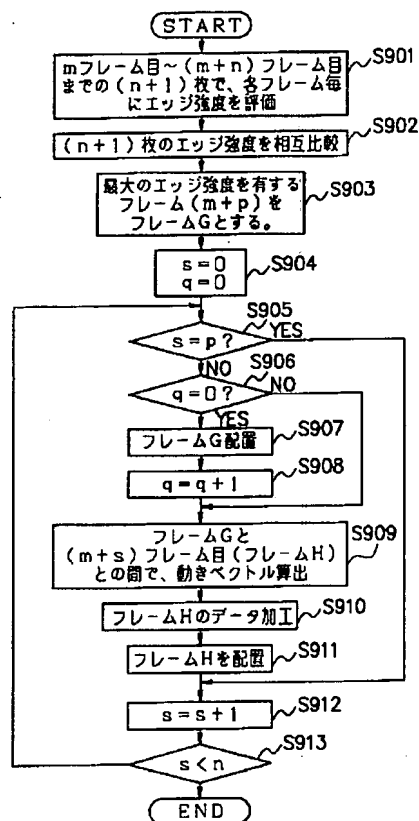 START
mフレーム目~(m+n)フレーム目
までの(n+1)枚で、各フレーム毎
にエッジ強度を評価
S901
(n+1)枚のエッジ強度を相互比較
S902
最大のエッジ強度を有する
フレーム(m+p)を
フレームGとする。
S903
s=0
q=0
S904
s=p?
S905
YES
NO
q=0?
S906
NO
YES
フレームG配置
S907
q=q+1
S908
フレームGと
(m+s)フレーム目(フレームH)
との間で、動きベクトル算出
S909
フレームHのデータ加工
S910
フレームHを配置
S911
s=s+1
S912
s<n
S913
END